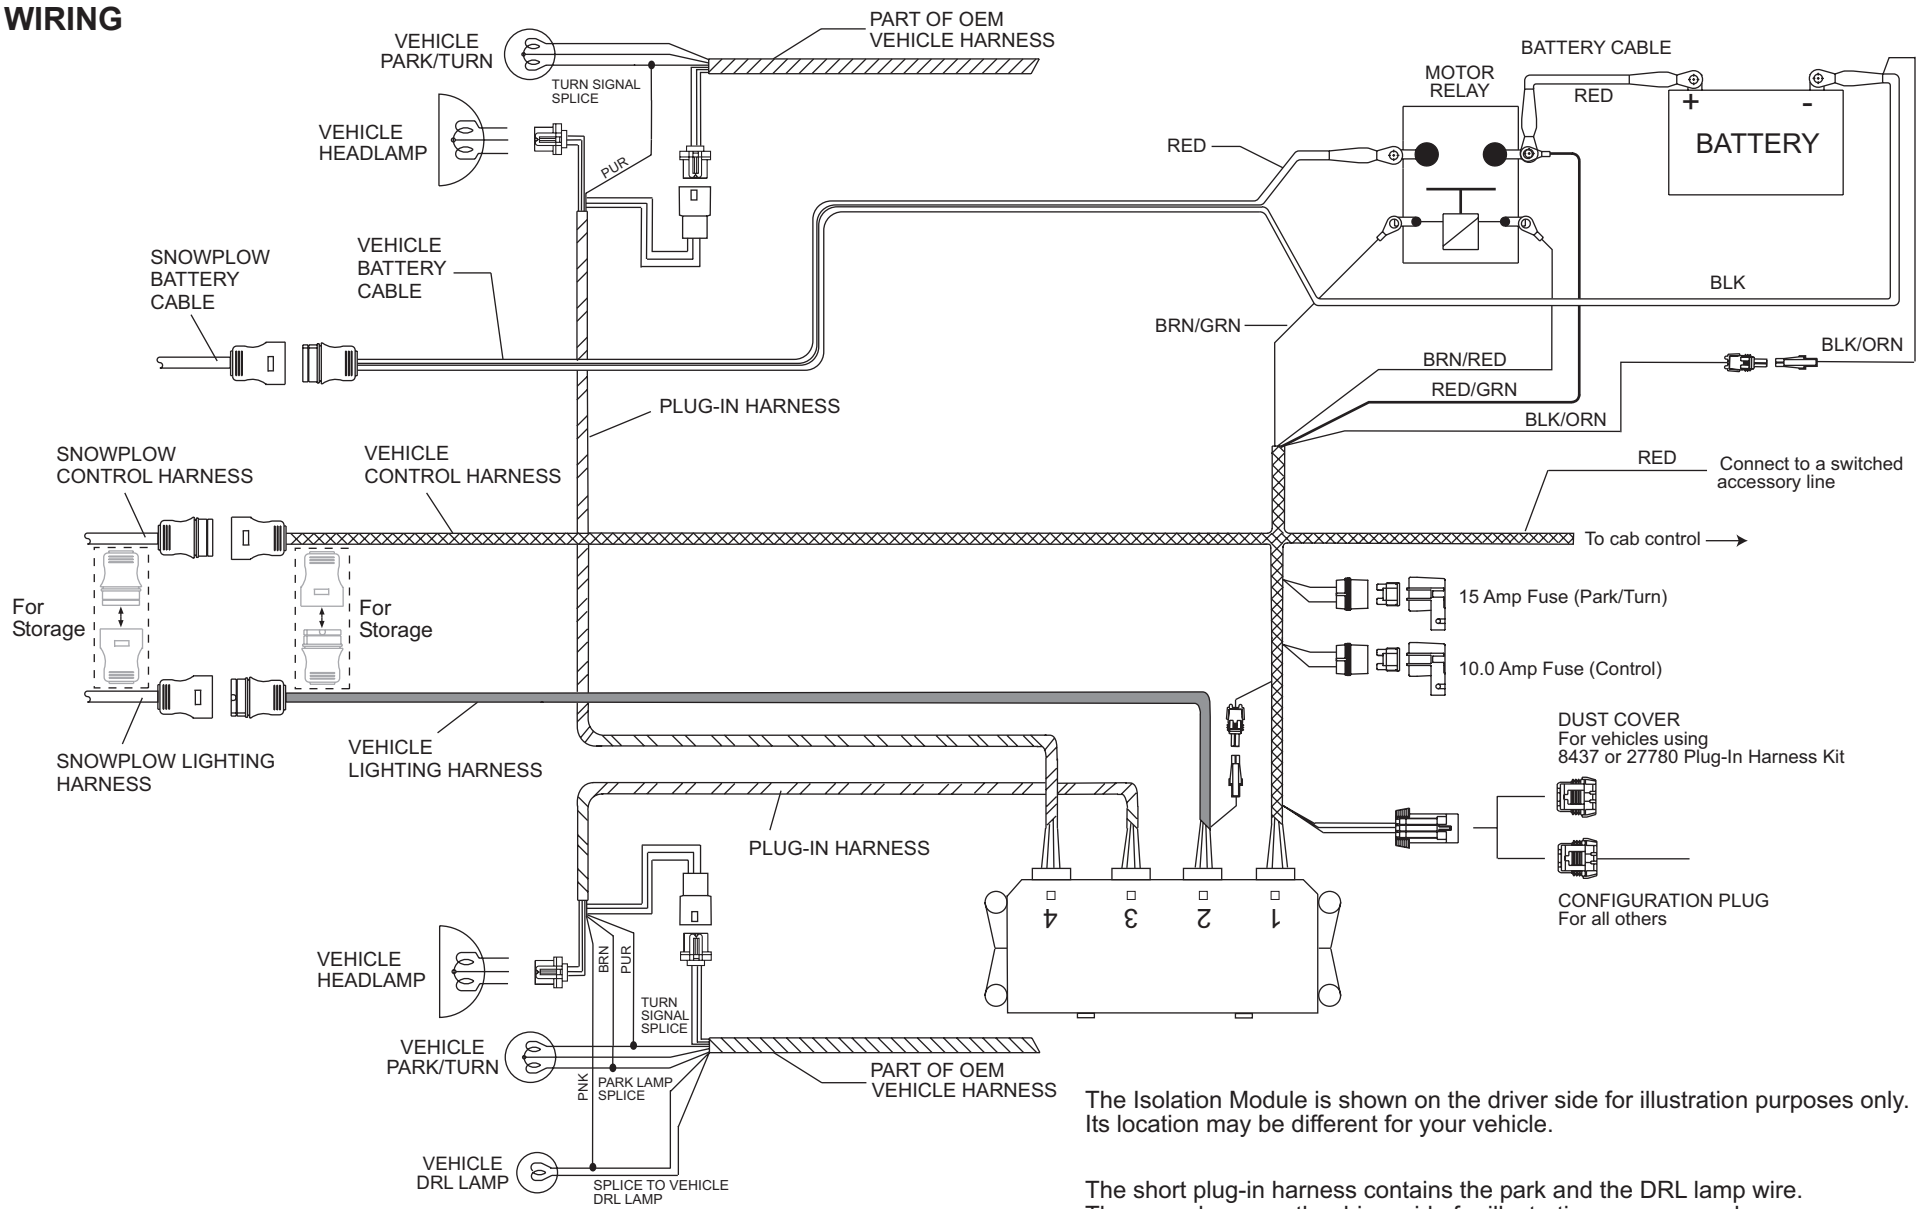 WIRING
VEHICLE
PARK/TURN
PART OF OEM
VEHICLE HARNESS
TURN SIGNAL
SPLICE
VEHICLE
HEADLAMP
PUR
BATTERY CABLE
MOTOR
RELAY
RED
+
-
BATTERY
RED
SNOWPLOW
BATTERY
CABLE
VEHICLE
BATTERY
CABLE
BLK
BRN/GRN
BRN/RED
BLK/ORN
RED/GRN
BLK/ORN
PLUG-IN HARNESS
SNOWPLOW
CONTROL HARNESS
VEHICLE
CONTROL HARNESS
RED
Connect to a switched
accessory line
To cab control
For
Storage
For
Storage
15 Amp Fuse (Park/Turn)
10.0 Amp Fuse (Control)
SNOWPLOW LIGHTING
HARNESS
VEHICLE
LIGHTING HARNESS
DUST COVER
For vehicles using
8437 or 27780 Plug-In Harness Kit
PLUG-IN HARNESS
CONFIGURATION PLUG
For all others
4
3
2
1
VEHICLE
HEADLAMP
BRN
PUR
TURN
SIGNAL
SPLICE
VEHICLE
PARK/TURN
PNK
PARK LAMP
SPLICE
PART OF OEM
VEHICLE HARNESS
VEHICLE
DRL LAMP
SPLICE TO VEHICLE
DRL LAMP
The Isolation Module is shown on the driver side for illustration purposes only.
Its location may be different for your vehicle.
The short plug-in harness contains the park and the DRL lamp wire.